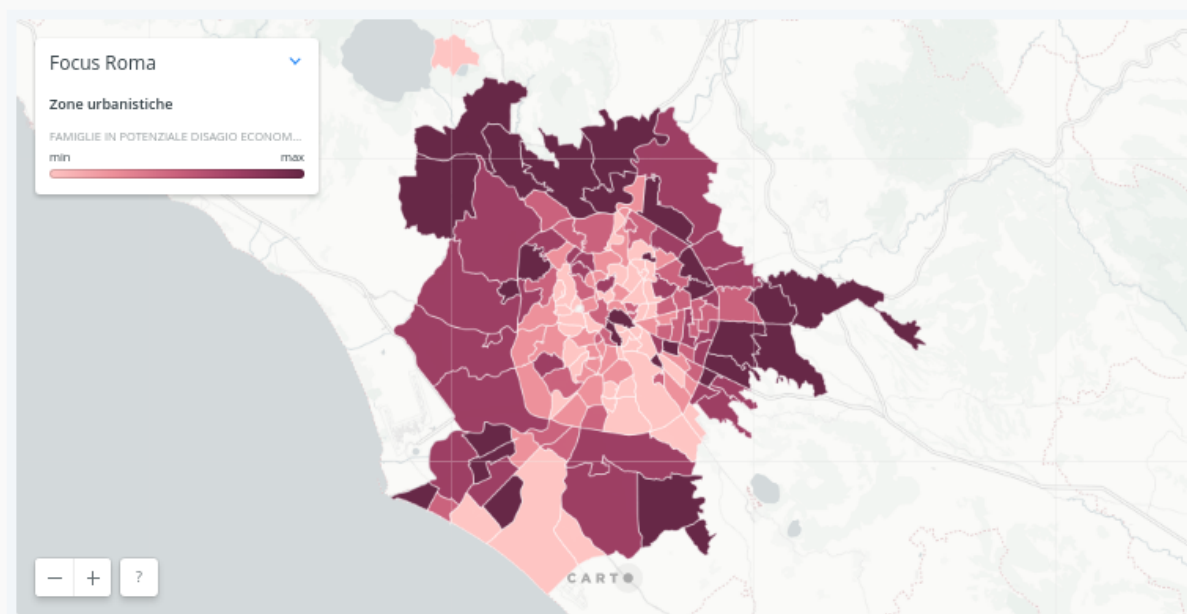 Focus Roma
Zone urbanistiche
FAMIGLIE IN POTENZIALE DISAGIO ECONOM...
min max
− + ?
CARTO